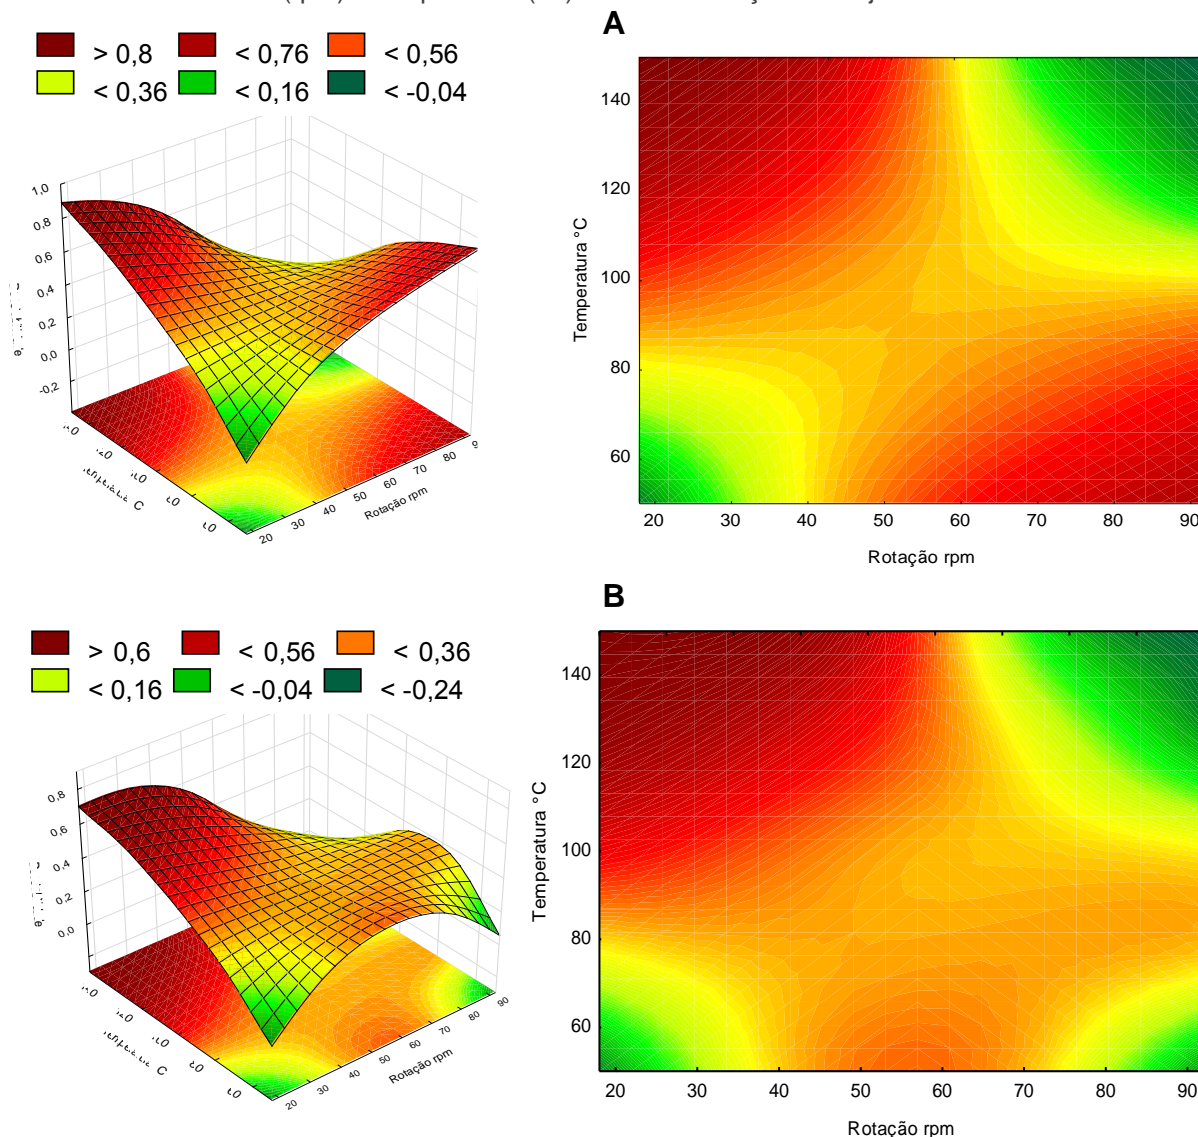 A
> 0,8 < 0,76 < 0,56
< 0,36 < 0,16 < -0,04
1,0
0,8
0,6
0,4
0,2
0,0
-0,2
20 30 40 50 60 70 80
Rotação rpm
C
140
120
100
80
60
Temperatura °C
20 30 40 50 60 70 80 90
Rotação rpm
B
> 0,6 < 0,56 < 0,36
< 0,16 < -0,04 < -0,24
0,8
0,6
0,4
0,2
0,0
20 30 40 50 60 70 80 90
Rotação rpm
C
140
120
100
80
60
Temperatura °C
20 30 40 50 60 70 80 90
Rotação rpm